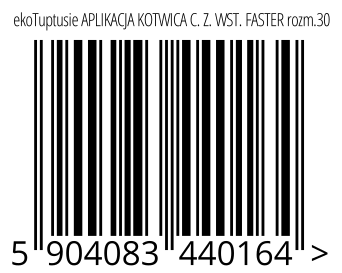 ekoTuptusie APLIKACJA KOTWICA C. Z. WST. FASTER rozm.30
5 904083 440164 >